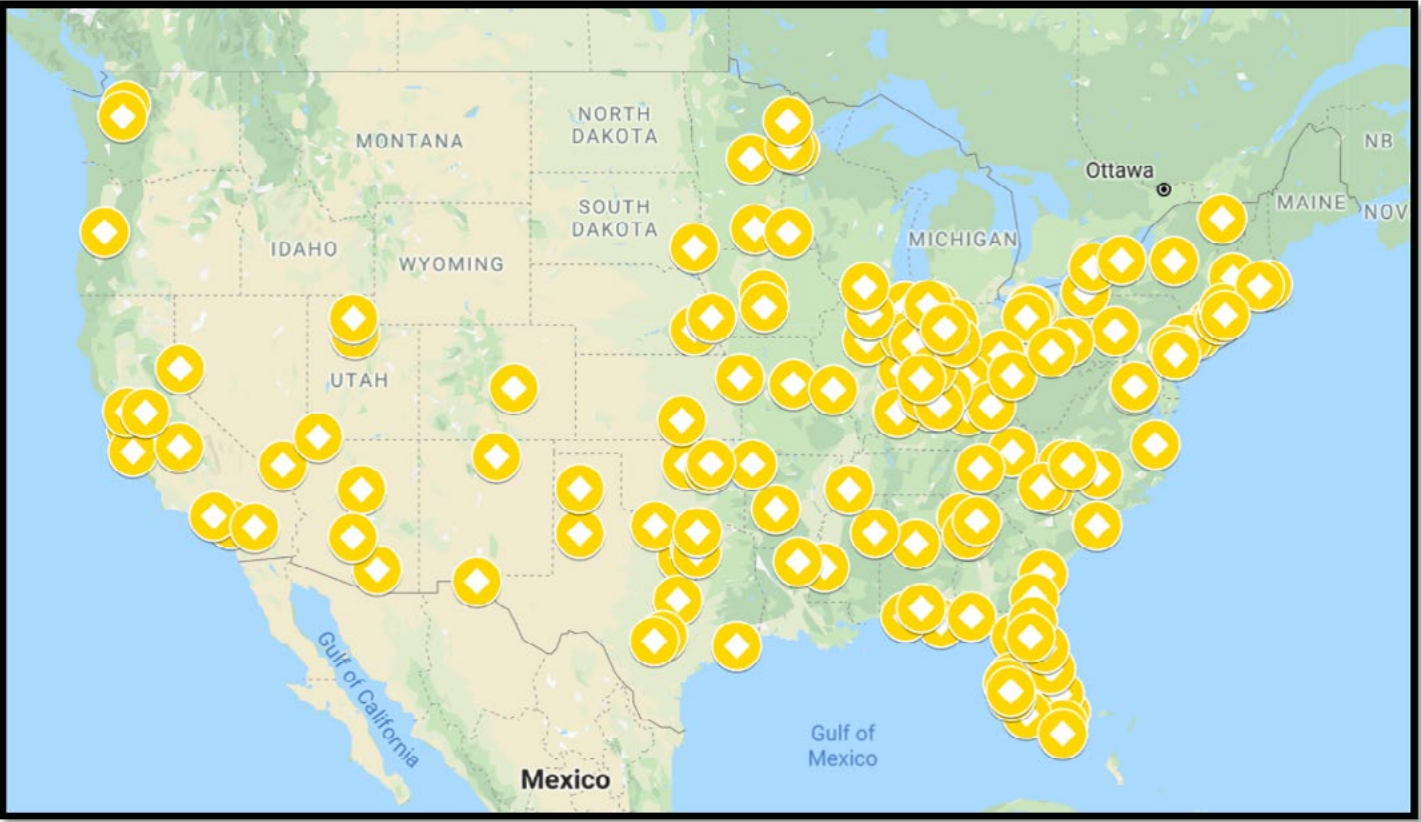 NORTH
DAKOTA
MONTANA
NB
Ottawa
MAINE
NOV
SOUTH
DAKOTA
MICHIGAN
IDAHO
WYOMING
UTAH
Gulf of California
Gulf of
Mexico
Mexico